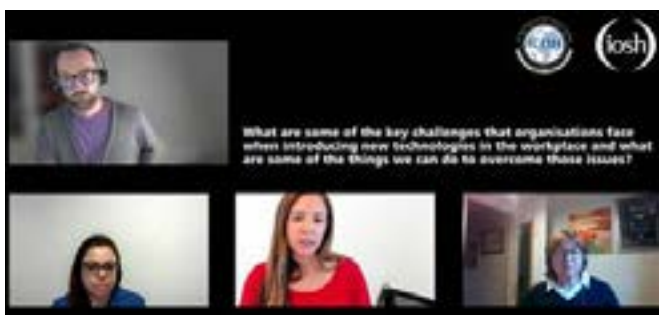 iosh
What are some of the key challenges that organisations face
when introducing new technologies in the workplace and what
are some of the things we can do to overcome those issues?